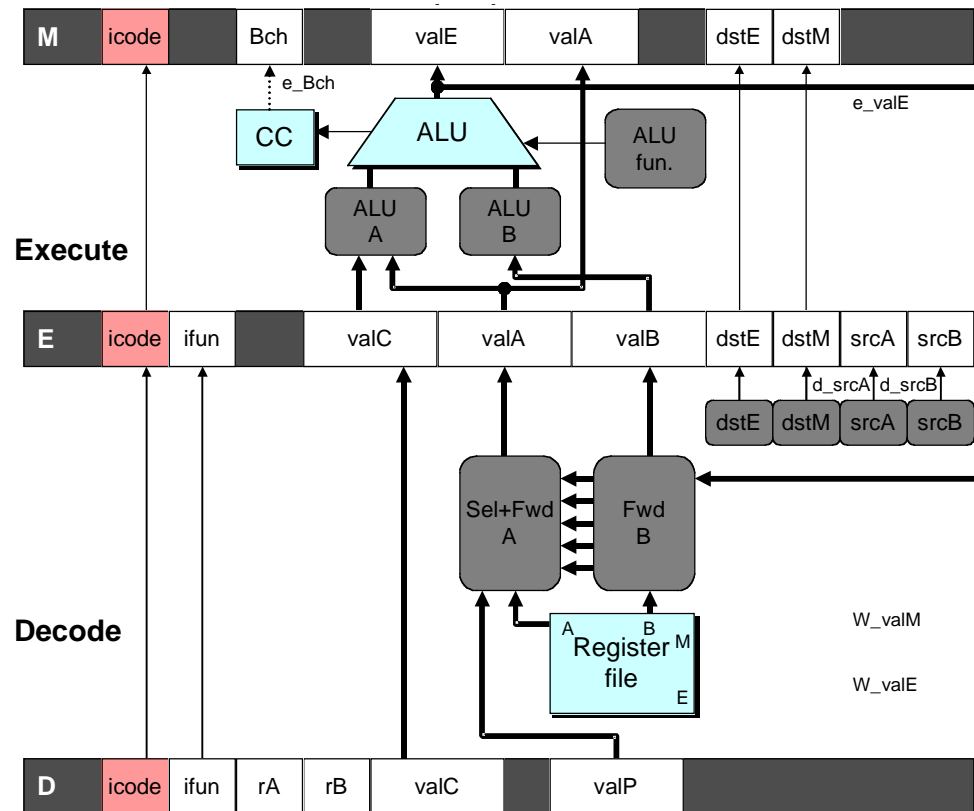 M icode Bch valE valA dstE dstM
e_Bch
e_valE
CC
ALU
ALU
fun.
ALU
A
ALU
B
Execute
E icode ifun valC valA valB dstE dstM srcA srcB
d_srcA d_srcB
dstE dstM srcA srcB
Sel+Fwd
A
Fwd
B
Decode
A B M
Register
file
E
W_valM
W_valE
D icode ifun rA rB valC valP